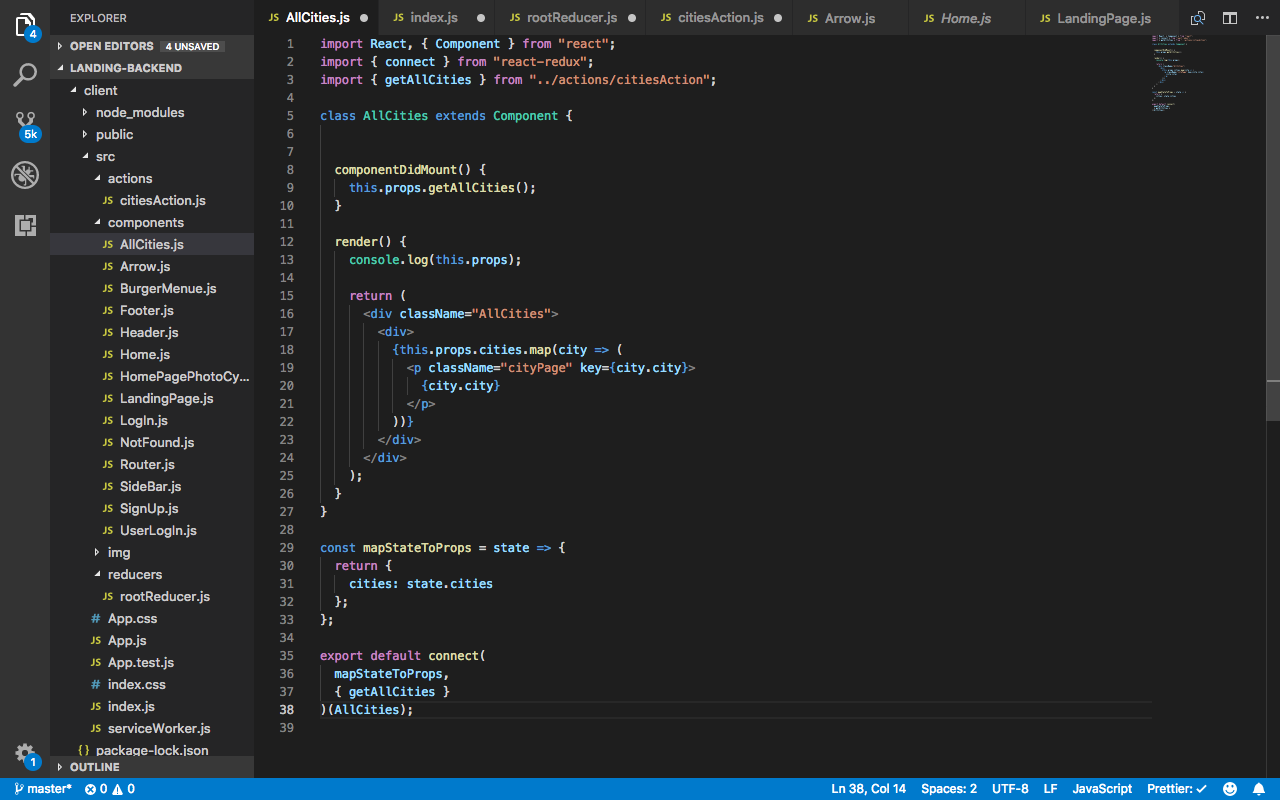 EXPLORER
OPEN EDITORS 4 UNSAVED
LANDING-BACKEND
client
node_modules
public
src
actions
JS citiesAction.js
components
JS AllCities.js
JS Arrow.js
JS BurgerMenue.js
JS Footer.js
JS Header.js
JS Home.js
JS HomePagePhotoCy...
JS LandingPage.js
JS LogIn.js
JS NotFound.js
JS Router.js
JS SideBar.js
JS SignUp.js
JS UserLogIn.js
img
reducers
JS rootReducer.js
# App.css
JS App.js
JS App.test.js
# index.css
JS index.js
JS serviceWorker.js
{} package-lock.json
OUTLINE
4
5k
1
JS AllCities.js ● JS index.js ● JS rootReducer.js ● JS citiesAction.js ● JS Arrow.js JS Home.js JS LandingPage.js
1 import React, { Component } from "react";
2 import { connect } from "react-redux";
3 import { getAllCities } from "../actions/citiesAction";
4
5 class AllCities extends Component {
6
7
8 componentDidMount() {
9 this.props.getAllCities();
10 }
11
12 render() {
13 console.log(this.props);
14
15 return (
16 <div className="AllCities">
17 <div>
18 {this.props.cities.map(city => (
19 <p className="cityPage" key={city.city}>
20 {city.city}
21 </p>
22 ))}
23 </div>
24 </div>
25 );
26 }
27 }
28
29 const mapStateToProps = state => {
30 return {
31 cities: state.cities
32 };
33 };
34
35 export default connect(
36 mapStateToProps,
37 { getAllCities }
38 )(AllCities);
39
master* 0 0 Ln 38, Col 14 Spaces: 2 UTF-8 LF JavaScript Prettier: ✓